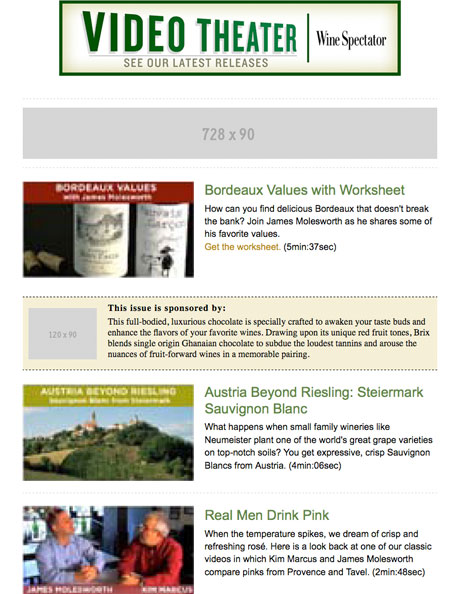 VIDEO THEATER
Wine Spectator
SEE OUR LATEST RELEASES
728 x 90
BORDEAUX VALUES
with James Molesworth
Bordeaux Values with Worksheet
How can you find delicious Bordeaux that doesn't break
the bank? Join James Molesworth as he shares some of
his favorite values.
Get the worksheet. (5min:37sec)
120 x 90
This issue is sponsored by:
This full-bodied, luxurious chocolate is specially crafted to awaken your taste buds and
enhance the flavors of your favorite wines. Drawing upon its unique red fruit tones, Brix
blends single origin Ghanaian chocolate to subdue the loudest tannins and arouse the
nuances of fruit-forward wines in a memorable pairing.
AUSTRIA BEYOND RIESLING
Sauvignon Blanc from Steiermark
Austria Beyond Riesling: Steiermark
Sauvignon Blanc
What happens when small family wineries like
Neumeister plant one of the world's great grape varieties
on top-notch soils? You get expressive, crisp Sauvignon
Blancs from Austria. (4min:06sec)
JAMES MOLESWORTH
KIM MARCUS
Real Men Drink Pink
When the temperature spikes, we dream of crisp and
refreshing rosé. Here is a look back at one of our classic
videos in which Kim Marcus and James Molesworth
compare pinks from Provence and Tavel. (2min:48sec)